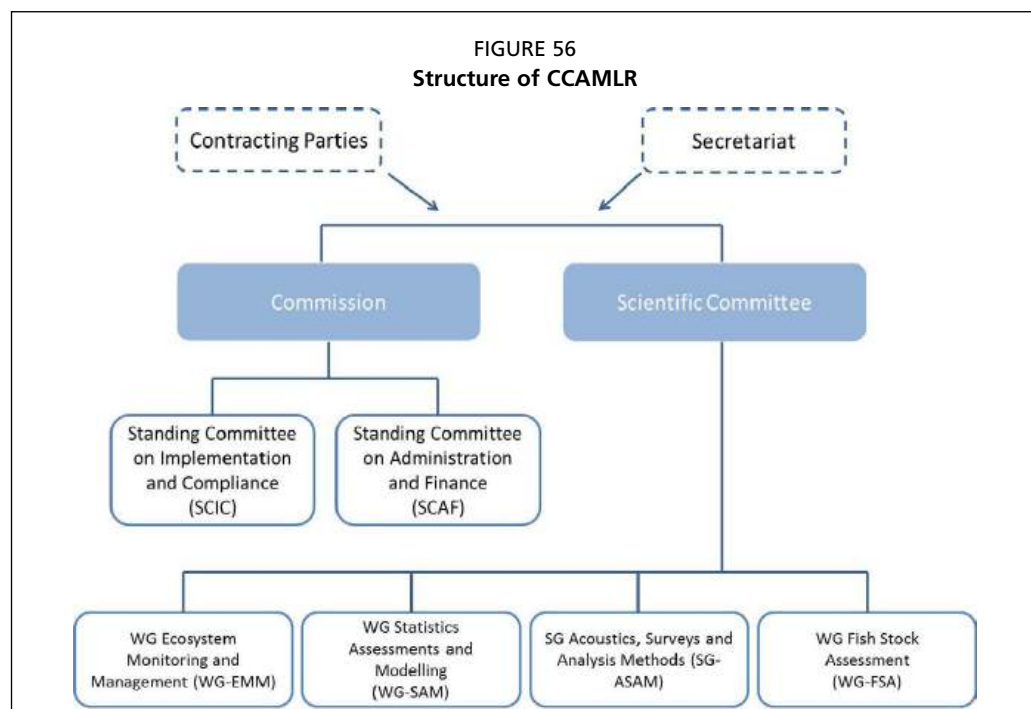 FIGURE 56
Structure of CCAMLR
Contracting Parties
Secretariat
Commission
Scientific Committee
Standing Committee
on Implementation
and Compliance
(SCIC)
Standing Committee
on Administration
and Finance
(SCAF)
WG Ecosystem
Monitoring and
Management (WG-EMM)
WG Statistics
Assessments and
Modelling
(WG-SAM)
SG Acoustics, Surveys and
Analysis Methods (SG-
ASAM)
WG Fish Stock
Assessment
(WG-FSA)